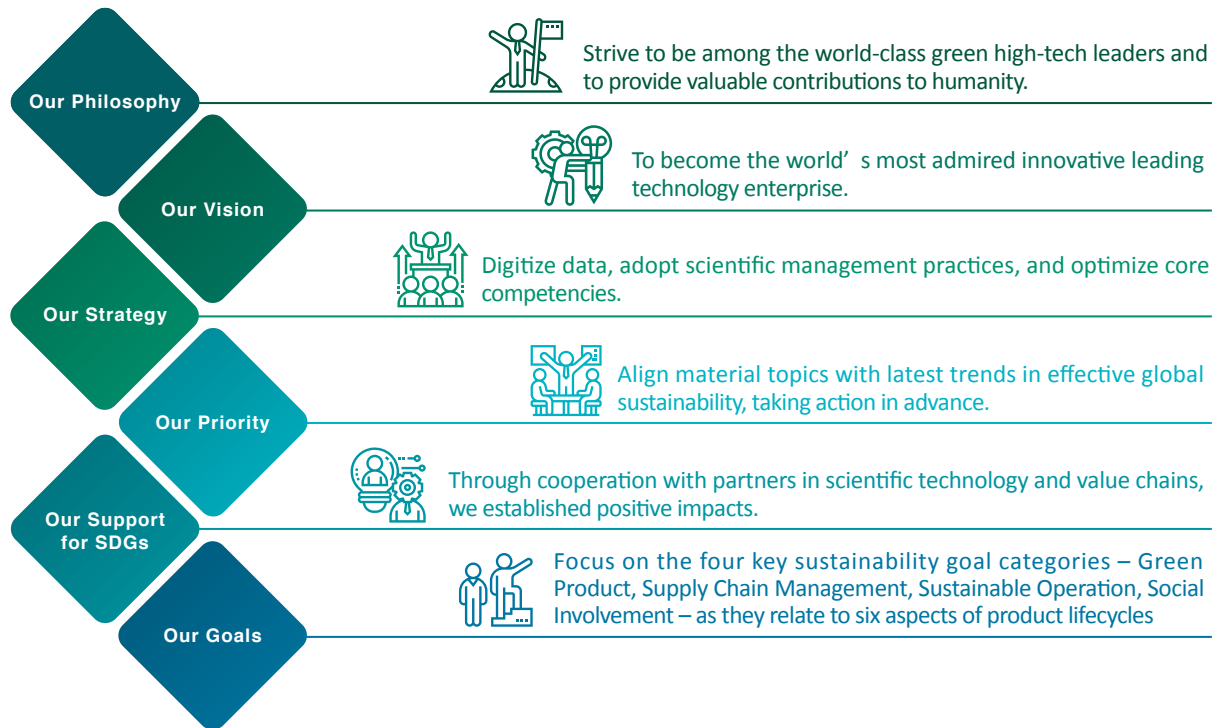 Our Philosophy
Strive to be among the world-class green high-tech leaders and
to provide valuable contributions to humanity.
Our Vision
To become the world’ s most admired innovative leading
technology enterprise.
Our Strategy
Digitize data, adopt scientific management practices, and optimize core
competencies.
Our Priority
Align material topics with latest trends in effective global
sustainability, taking action in advance.
Our Support
for SDGs
Through cooperation with partners in scientific technology and value chains,
we established positive impacts.
Our Goals
Focus on the four key sustainability goal categories – Green
Product, Supply Chain Management, Sustainable Operation, Social
Involvement – as they relate to six aspects of product lifecycles